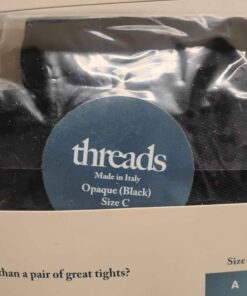 threads
Made in Italy
Opaque (Black)
Size C
than a pair of great tights?
Size
A